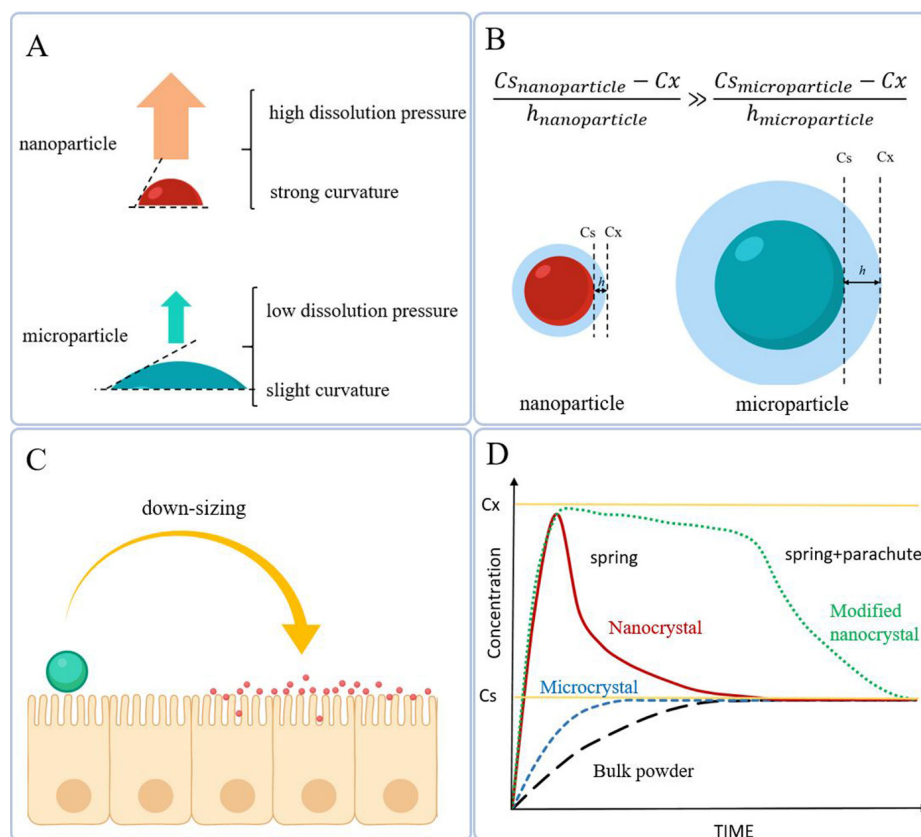 A
nanoparticle
high dissolution pressure
strong curvature
microparticle
low dissolution pressure
slight curvature
B
Cs_nanoparticle − Cx / h_nanoparticle ≫ Cs_microparticle − Cx / h_microparticle
Cs Cx
h
nanoparticle
Cs Cx
h
microparticle
C
down-sizing
D
Cx
spring
spring+parachute
Concentration
Nanocrystal
Modified
nanocrystal
Microcrystal
Cs
Bulk powder
TIME